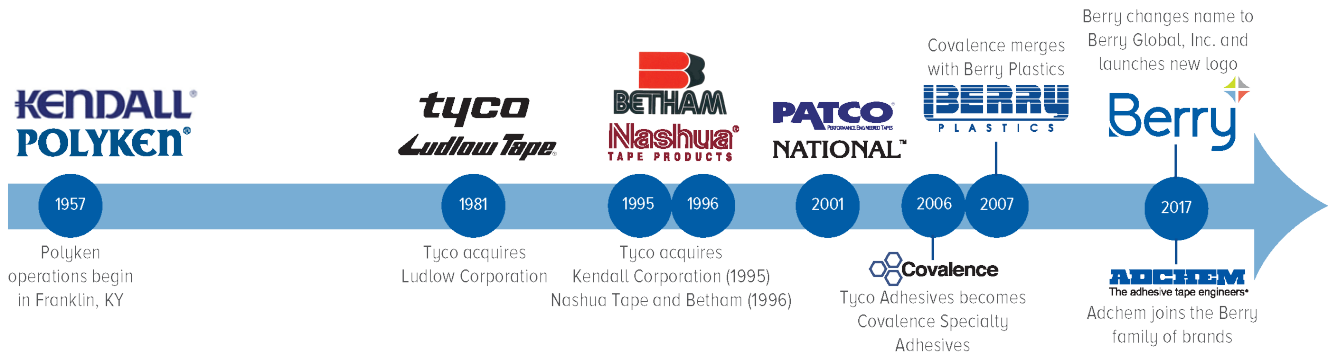 KENDALL®
POLYKEN®
1957
Polyken
operations begin
in Franklin, KY
tyco
Ludlow Tape®
1981
Tyco acquires
Ludlow Corporation
BETHAM
Nashua®
TAPE PRODUCTS
1995
1996
Tyco acquires
Kendall Corporation (1995)
Nashua Tape and Betham (1996)
PATCO®
PERFORMANCE ENGINEERED TAPES
NATIONAL™
2001
2006
Covalence
Tyco Adhesives becomes
Covalence Specialty
Adhesives
Covalence merges
with Berry Plastics
BERRY
PLASTICS
2007
Berry changes name to
Berry Global, Inc. and
launches new logo
Berry
2017
ADCHEM
The adhesive tape engineers®
Adchem joins the Berry
family of brands